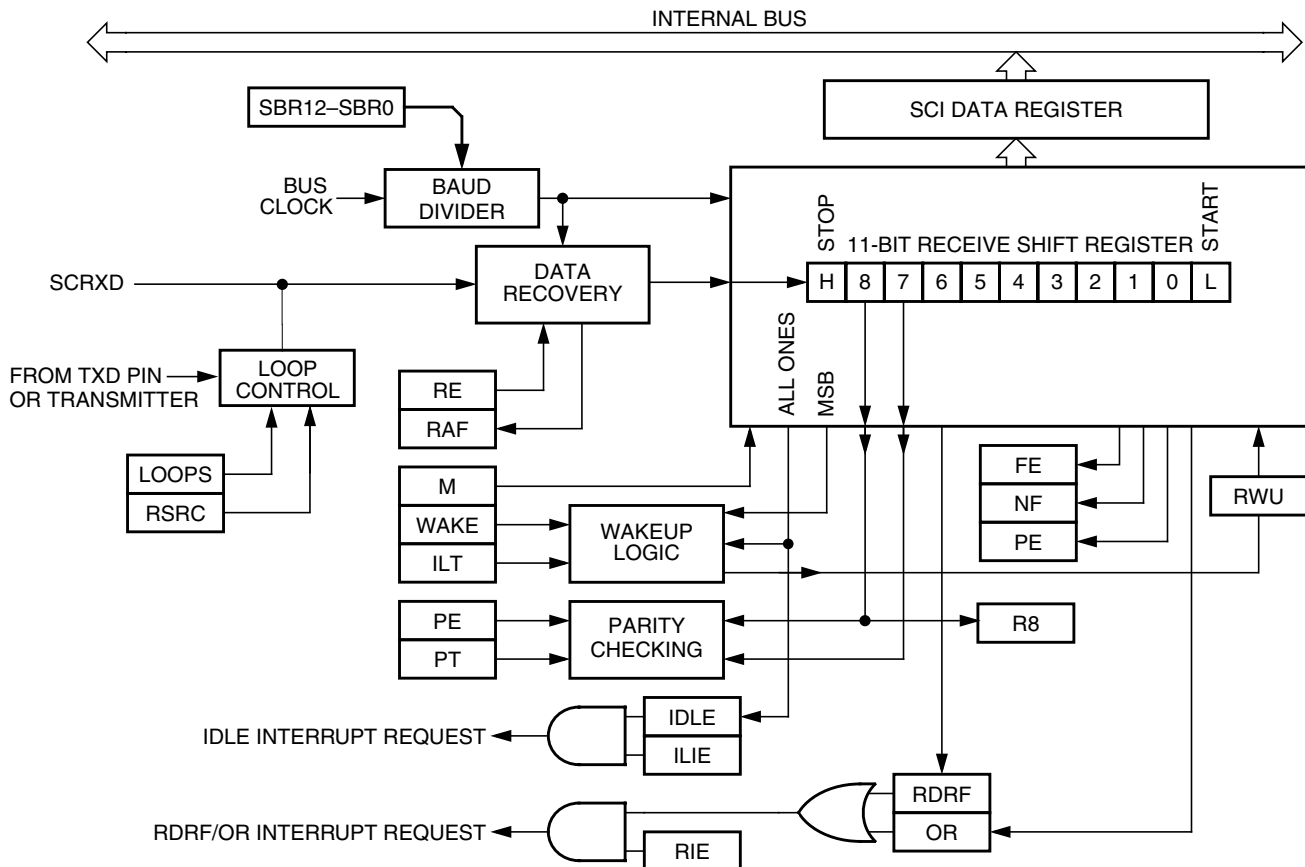 INTERNAL BUS
SBR12–SBR0
SCI DATA REGISTER
BUS
CLOCK
BAUD
DIVIDER
STOP
11-BIT RECEIVE SHIFT REGISTER
START
H 8 7 6 5 4 3 2 1 0 L
SCRXD
DATA
RECOVERY
ALL ONES
MSB
FROM TXD PIN
OR TRANSMITTER
LOOP
CONTROL
RE
RAF
LOOPS
RSRC
M
WAKE
ILT
WAKEUP
LOGIC
FE
NF
PE
RWU
PE
PT
PARITY
CHECKING
R8
IDLE INTERRUPT REQUEST
IDLE
ILIE
RDRF/OR INTERRUPT REQUEST
RDRF
OR
RIE